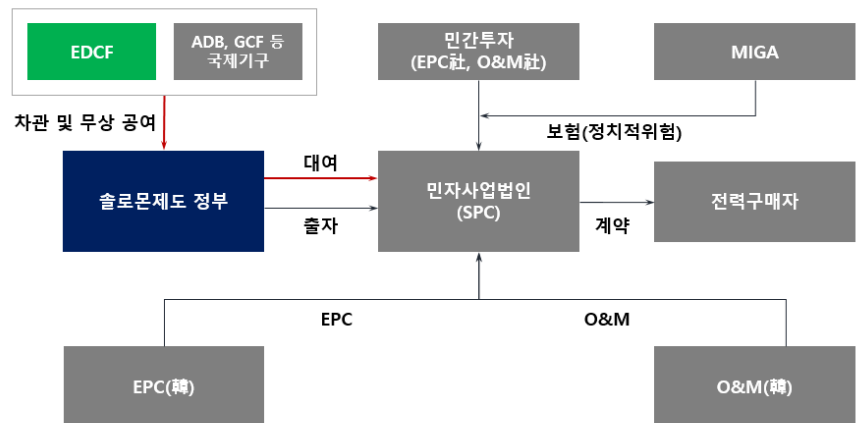 EDCF
ADB, GCF 등
국제기구
민간투자
(EPC社, O&M社)
MIGA
차관 및 무상 공여
보험(정치적위험)
솔로몬제도 정부
대여
출자
민자사업법인
(SPC)
계약
전력구매자
EPC
O&M
EPC(韓)
O&M(韓)